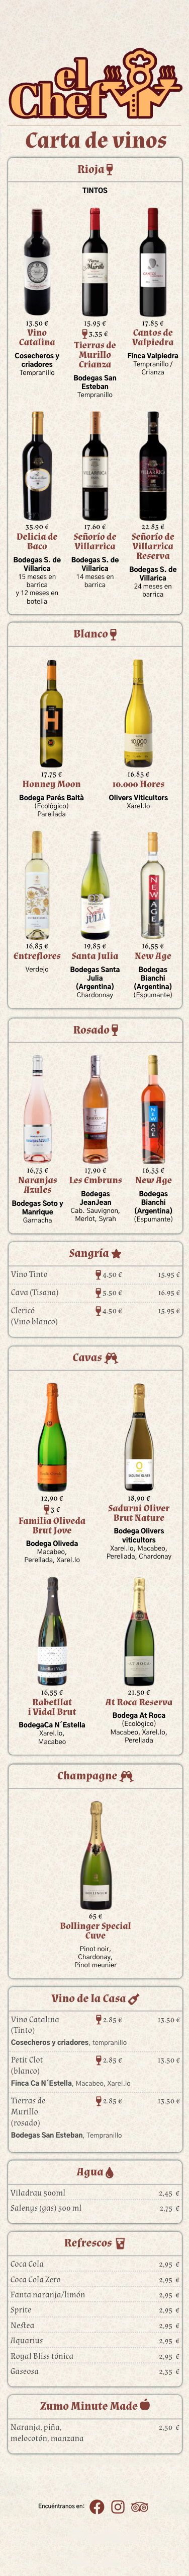 el
Chef
Carta de vinos
Rioja
TINTOS
13.50 €
Vino
Catalina
Cosecheros y
criadores
Tempranillo
15.95 €
3,35 €
Tierras de
Murillo
Crianza
Bodegas San
Esteban
Tempranillo
17.85 €
Cantos de
Valpiedra
Finca Valpiedra
Tempranillo /
Crianza
35.90 €
Delicia de
Baco
Bodegas S. de
Villarica
15 meses en
barrica
y 12 meses en
botella
17.60 €
Señorío de
Villarrica
Bodegas S. de
Villarica
14 meses en
barrica
22.85 €
Señorío de
Villarrica
Reserva
Bodegas S. de
Villarica
24 meses en
barrica
Blanco
17,75 €
Honney Moon
Bodega Parés Baltà
(Ecológico)
Parellada
16,85 €
10.000 Hores
Olivers Viticultors
Xarel.lo
16,85 €
Entreflores
Verdejo
19,85 €
Santa Julia
Bodegas Santa
Julia
(Argentina)
Chardonnay
16,55 €
New Age
Bodegas
Bianchi
(Argentina)
(Espumante)
Rosado
16,75 €
Naranjas
Azules
Bodegas Soto y
Manrique
Garnacha
17,90 €
Les Embruns
Bodegas
JeanJean
Cab. Sauvignon,
Merlot, Syrah
16,55 €
New Age
Bodegas
Bianchi
(Argentina)
(Espumante)
Sangría
Vino Tinto 4.50 € 15.95 €
Cava (Tisana) 5.50 € 16.95 €
Clericó 4.50 € 15.95 €
(Vino blanco)
Cavas
12,90 €
3 €
Familia Oliveda
Brut Jove
Bodega Oliveda
Macabeo,
Perellada, Xarel.lo
18,90 €
Sadurni Oliver
Brut Nature
Bodega Olivers
viticultors
Xarel.lo, Macabeo,
Perellada, Chardonay
16,55 €
Rabetllat
i Vidal Brut
BodegaCa N´Estella
Xarel.lo,
Macabeo
21.50 €
At Roca Reserva
Bodega At Roca
(Ecológico)
Macabeo, Xarel.lo,
Perellada
Champagne
65 €
Bollinger Special
Cuve
Pinot noir,
Chardonay,
Pinot meunier
Vino de la Casa
Vino Catalina 2.85 € 13.50 €
(Tinto)
Cosecheros y criadores, tempranillo
Petit Clot 2.85 € 13.50 €
(blanco)
Finca Ca N´Estella, Macabeo, Xarel.lo
Tierras de 2.85 € 13.50 €
Murillo
(rosado)
Bodegas San Esteban, Tempranillo
Agua
Viladrau 500ml 2,45 €
Salenys (gas) 500 ml 2,75 €
Refrescos
Coca Cola 2,95 €
Coca Cola Zero 2,95 €
Fanta naranja/limón 2,95 €
Sprite 2,95 €
Nestea 2,95 €
Aquarius 2,95 €
Royal Bliss tónica 2,95 €
Gaseosa 2,35 €
Zumo Minute Made
Naranja, piña, 2,50 €
melocotón, manzana
Encuéntranos en: